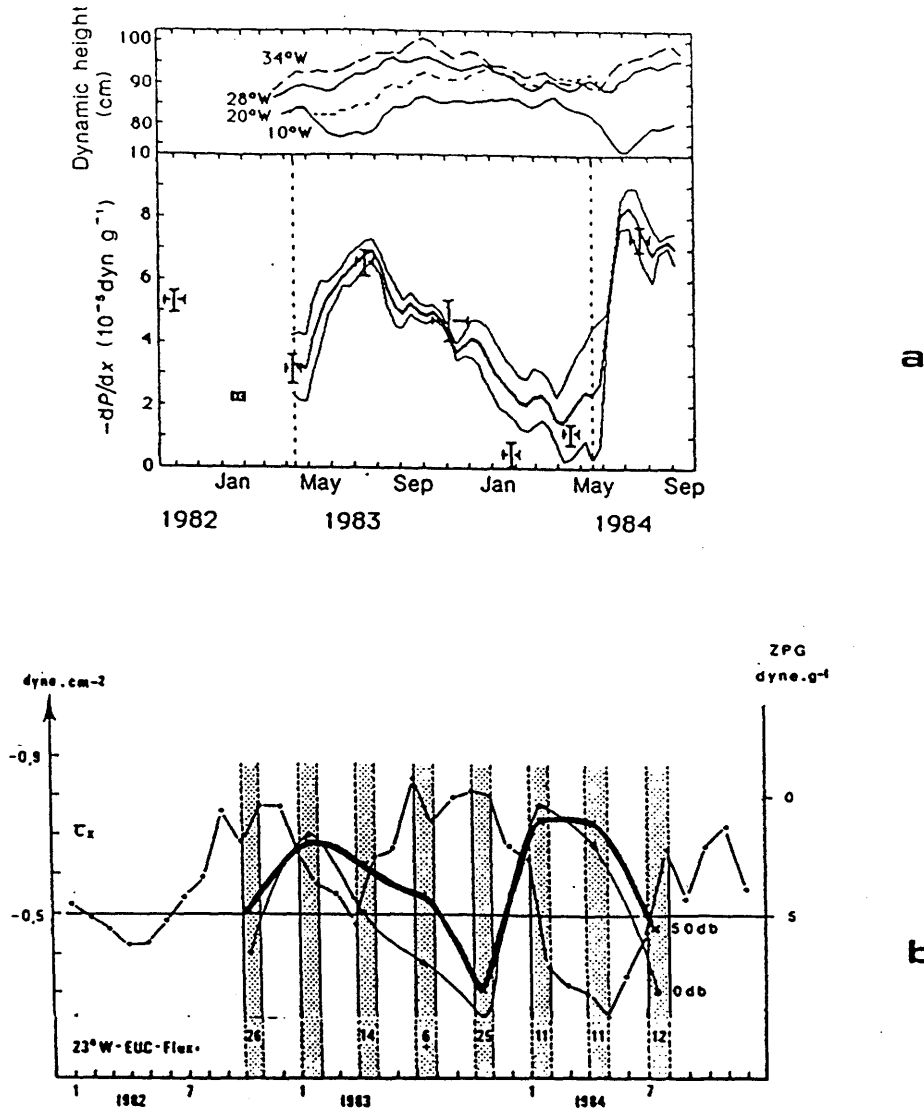 Dynamic height
(cm)
100
90
80
10
34°W
28°W
20°W
10°W
-dP/dx (10⁻⁵dyn g⁻¹)
8
6
4
2
0
Jan May Sep Jan May Sep
1982 1983 1984
a
dyne.cm⁻²
ZPG
dyne.g⁻¹
-0,9
0
τx
-0,5
5
50db
0db
26 14 6 25 11 11 12
23°W-EUC-Flux
1 7 1 1 7
1982 1983 1984
b